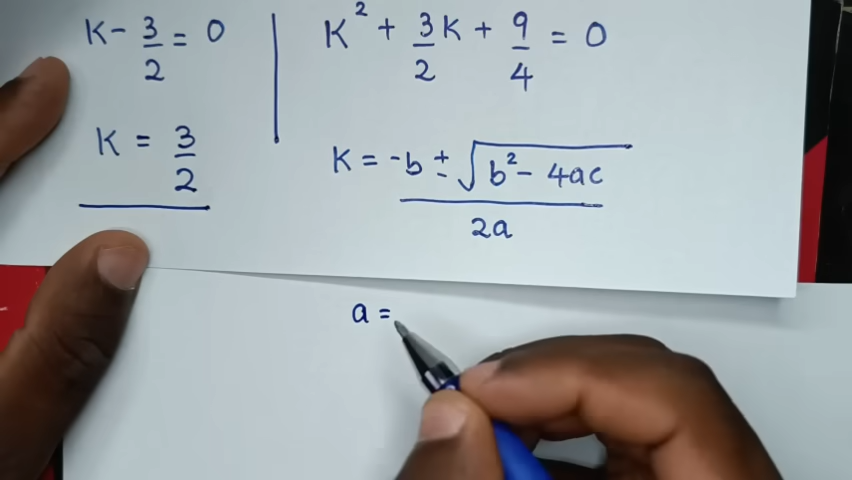 K - 3/2 = 0
K = 3/2
K² + 3/2 K + 9/4 = 0
K = -b ± √(b² - 4ac) / 2a
a =